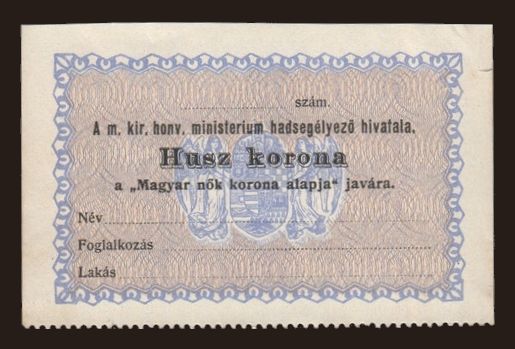 szám.
A m. kir. honv. ministerium hadsegélyező hivatala.
Husz korona
a „Magyar nők korona alapja“ javára.
Név
Foglalkozás
Lakás